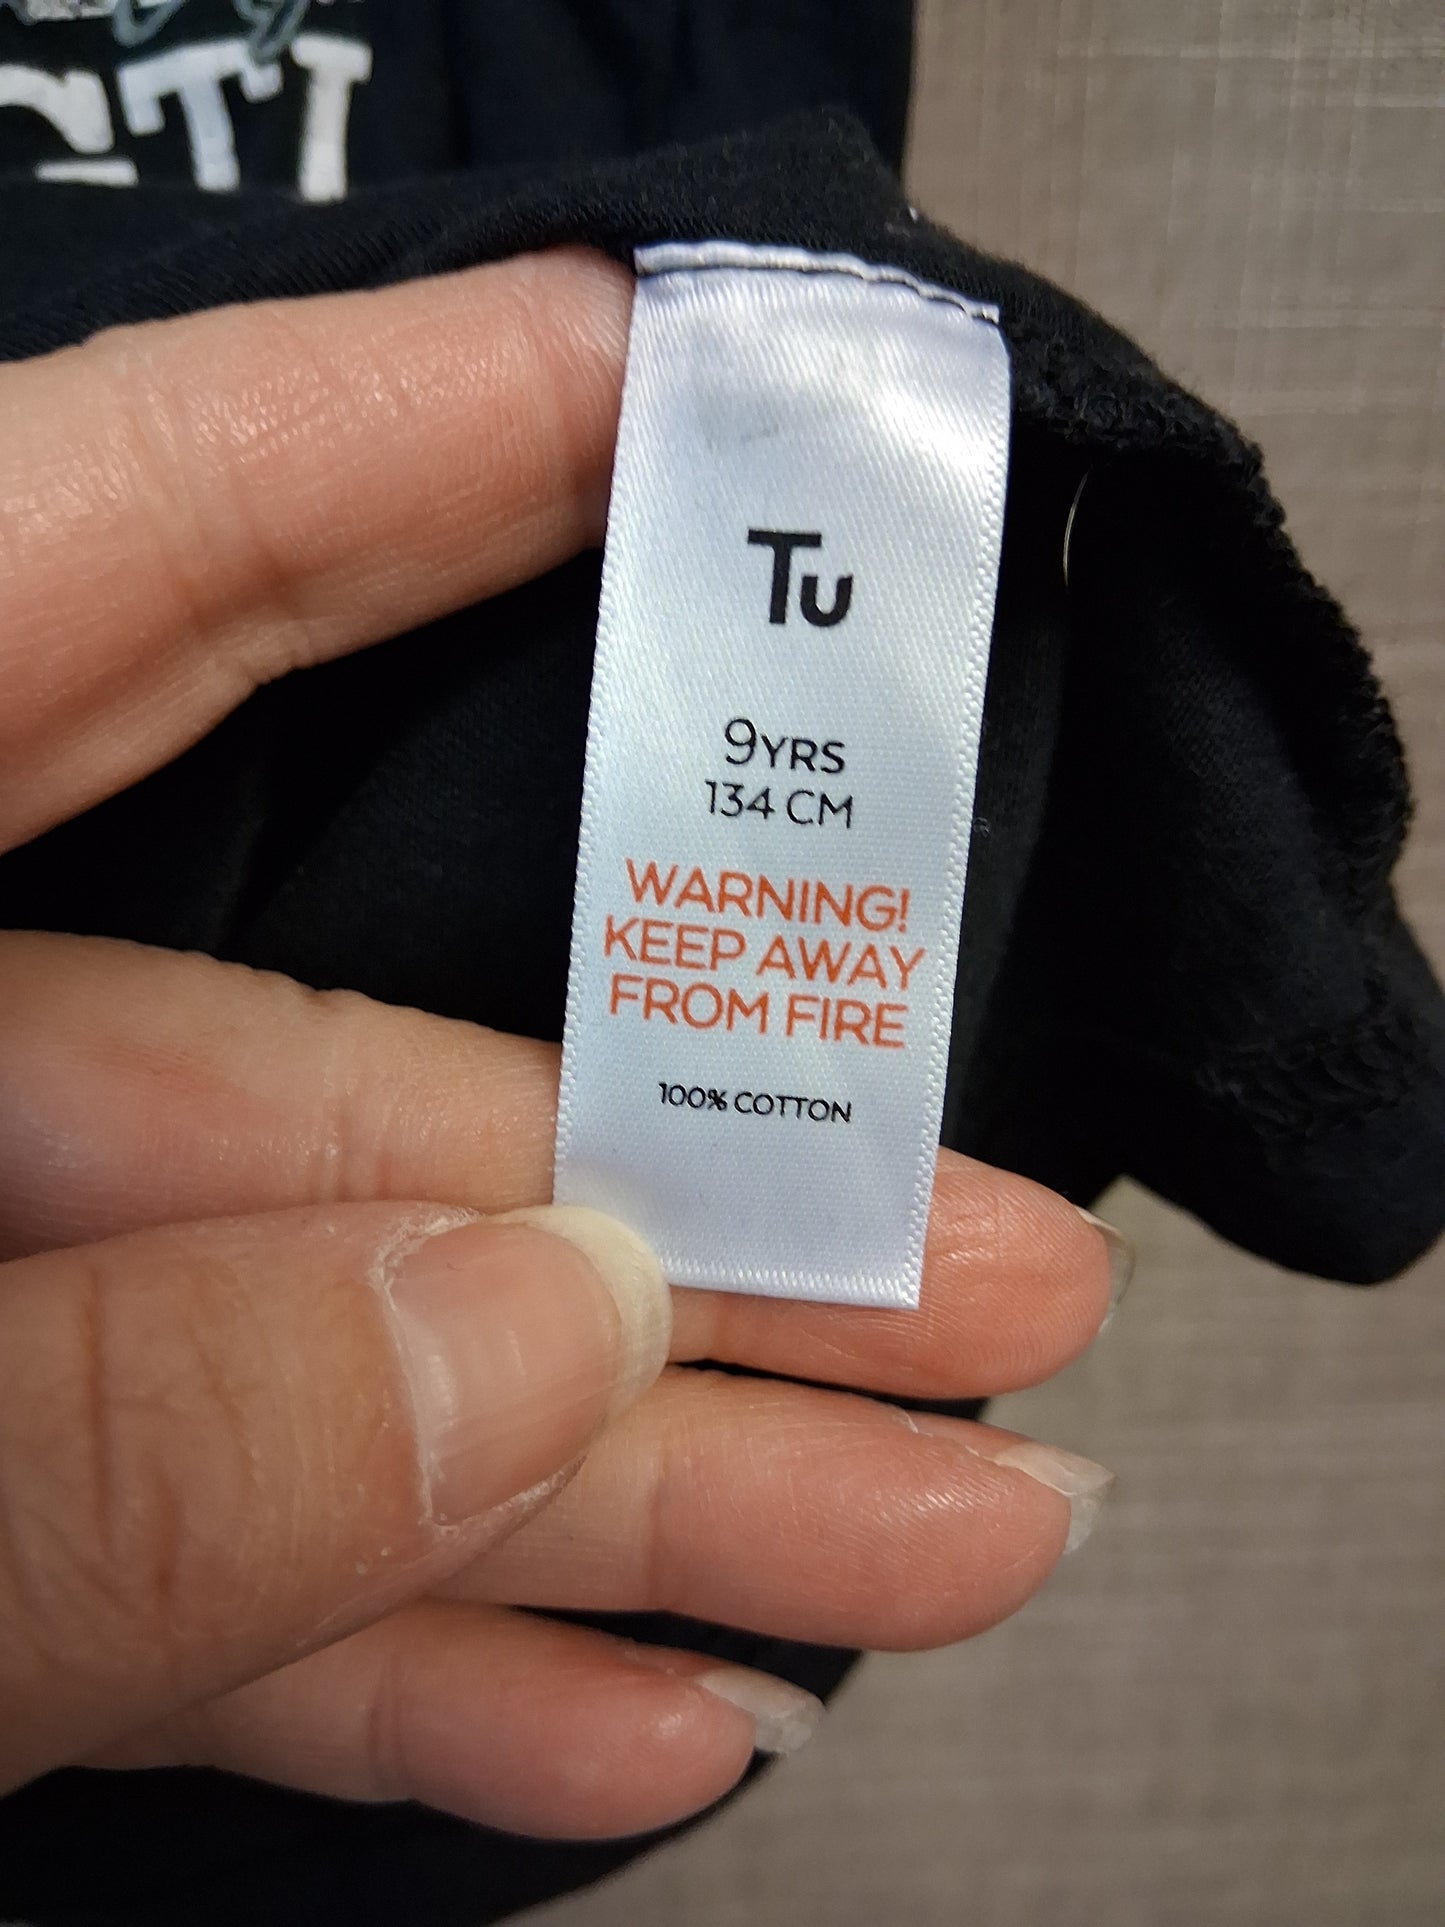 Tu
9YRS
134 CM
WARNING!
KEEP AWAY
FROM FIRE
100% COTTON